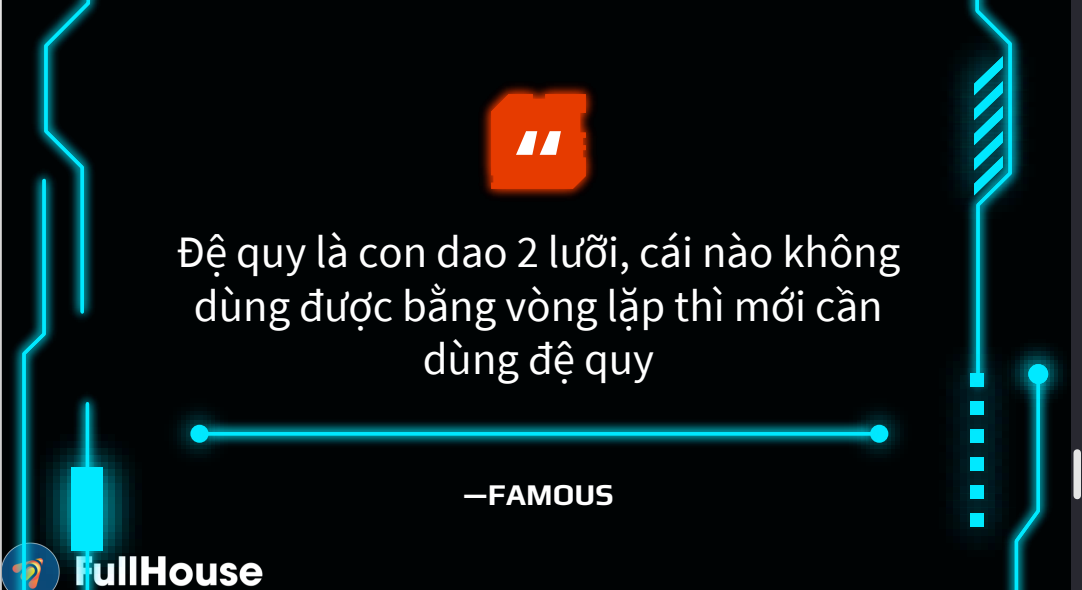 “
Đệ quy là con dao 2 lưỡi, cái nào không
dùng được bằng vòng lặp thì mới cần
dùng đệ quy
—FAMOUS
FullHouse